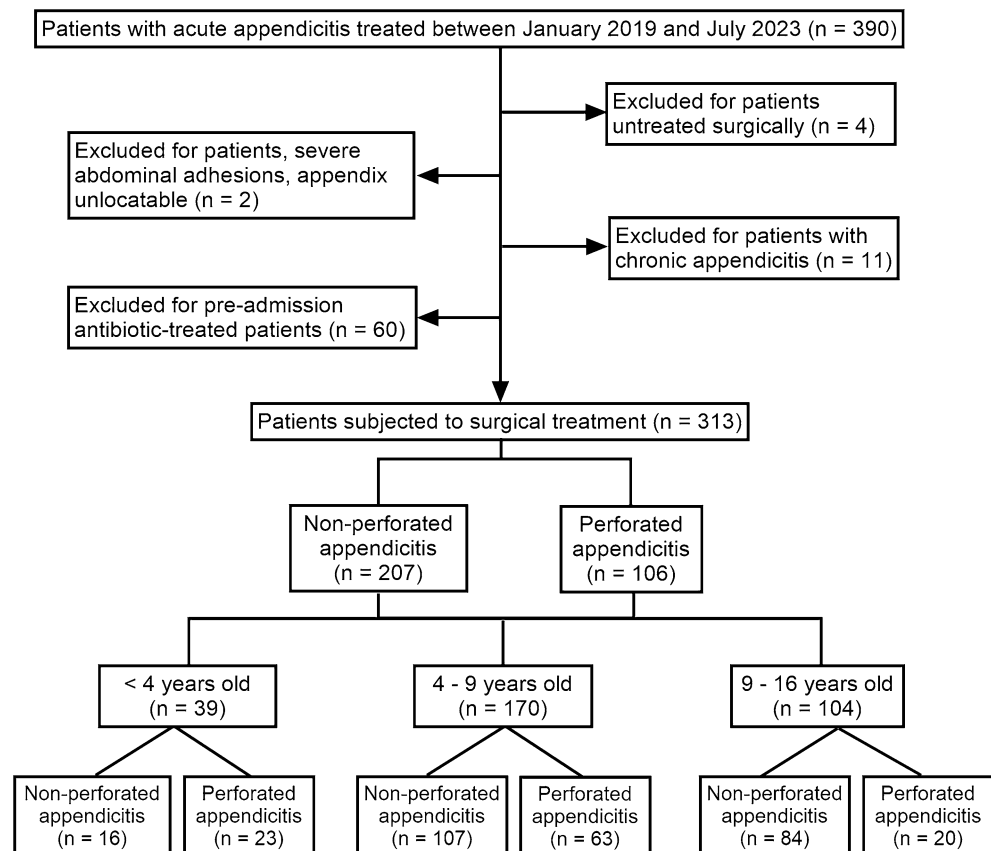 Patients with acute appendicitis treated between January 2019 and July 2023 (n = 390)
Excluded for patients
untreated surgically (n = 4)
Excluded for patients, severe
abdominal adhesions, appendix
unlocatable (n = 2)
Excluded for patients with
chronic appendicitis (n = 11)
Excluded for pre-admission
antibiotic-treated patients (n = 60)
Patients subjected to surgical treatment (n = 313)
Non-perforated
appendicitis
(n = 207)
Perforated
appendicitis
(n = 106)
< 4 years old
(n = 39)
4 - 9 years old
(n = 170)
9 - 16 years old
(n = 104)
Non-perforated
appendicitis
(n = 16)
Perforated
appendicitis
(n = 23)
Non-perforated
appendicitis
(n = 107)
Perforated
appendicitis
(n = 63)
Non-perforated
appendicitis
(n = 84)
Perforated
appendicitis
(n = 20)